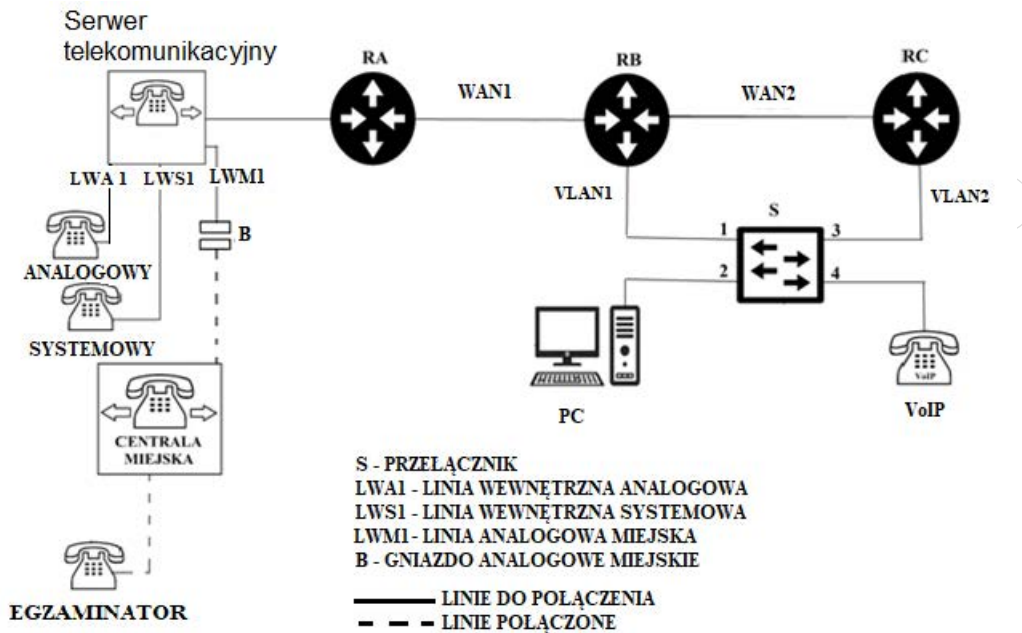 Serwer
telekomunikacyjny
RA
WAN1
RB
WAN2
RC
LWA 1 LWS1 LWM1
VLAN1
VLAN2
S
1
3
2
4
B
ANALOGOWY
SYSTEMOWY
CENTRALA
MIEJSKA
PC
VoIP
VoIP
S - PRZEŁĄCZNIK
LWA1 - LINIA WEWNĘTRZNA ANALOGOWA
LWS1 - LINIA WEWNĘTRZNA SYSTEMOWA
LWM1 - LINIA ANALOGOWA MIEJSKA
B - GNIAZDO ANALOGOWE MIEJSKIE
LINIE DO POŁĄCZENIA
LINIE POŁĄCZONE
EGZAMINATOR